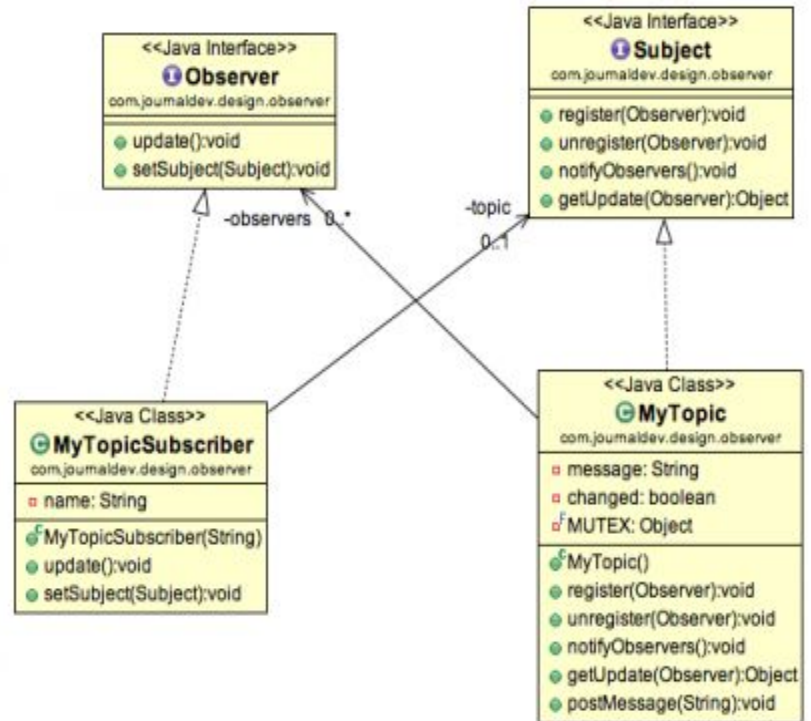 <<Java Interface>>
Observer
com.journaldev.design.observer
update():void
setSubject(Subject):void
<<Java Interface>>
Subject
com.journaldev.design.observer
register(Observer):void
unregister(Observer):void
notifyObservers():void
getUpdate(Observer):Object
-observers 0..*
-topic
0..1
<<Java Class>>
MyTopicSubscriber
com.journaldev.design.observer
name: String
MyTopicSubscriber(String)
update():void
setSubject(Subject):void
<<Java Class>>
MyTopic
com.journaldev.design.observer
message: String
changed: boolean
MUTEX: Object
MyTopic()
register(Observer):void
unregister(Observer):void
notifyObservers():void
getUpdate(Observer):Object
postMessage(String):void